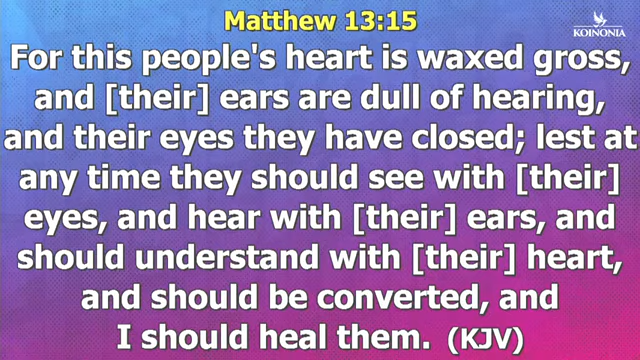 Matthew 13:15
KOINONIA
For this people's heart is waxed gross,
and [their] ears are dull of hearing,
and their eyes they have closed; lest at
any time they should see with [their]
eyes, and hear with [their] ears, and
should understand with [their] heart,
and should be converted, and
I should heal them. (KJV)